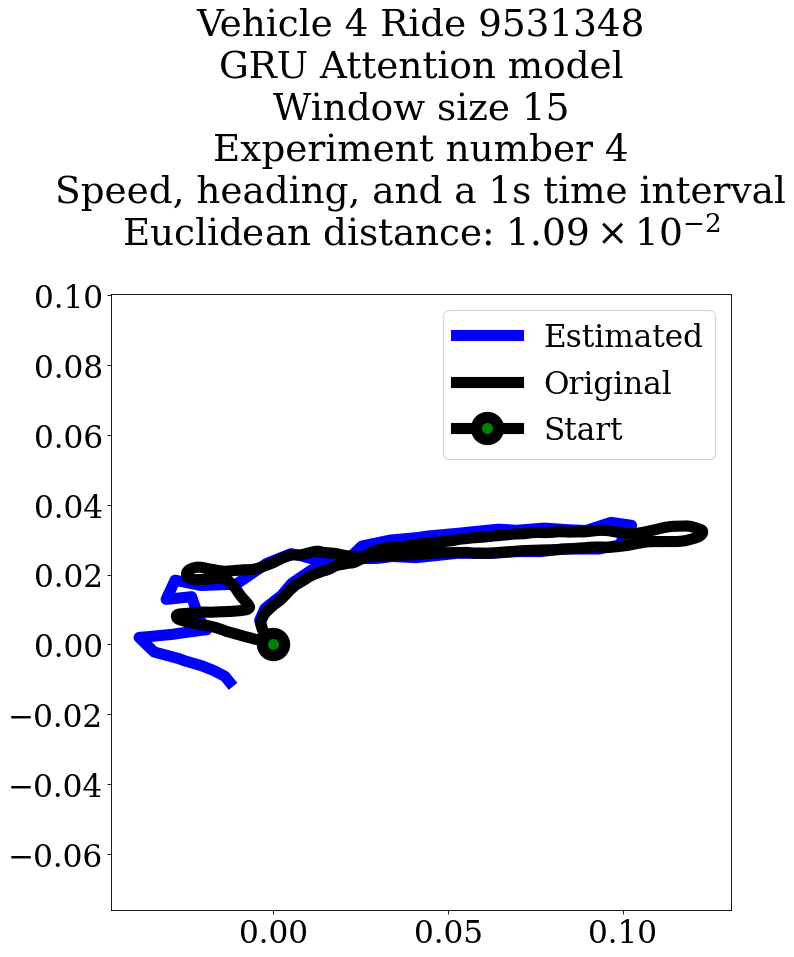 Vehicle 4 Ride 9531348
GRU Attention model
Window size 15
Experiment number 4
Speed, heading, and a 1s time interval
Euclidean distance: 1.09 × 10⁻²
0.10
0.08
0.06
0.04
0.02
0.00
−0.02
−0.04
−0.06
Estimated
Original
Start
0.00 0.05 0.10